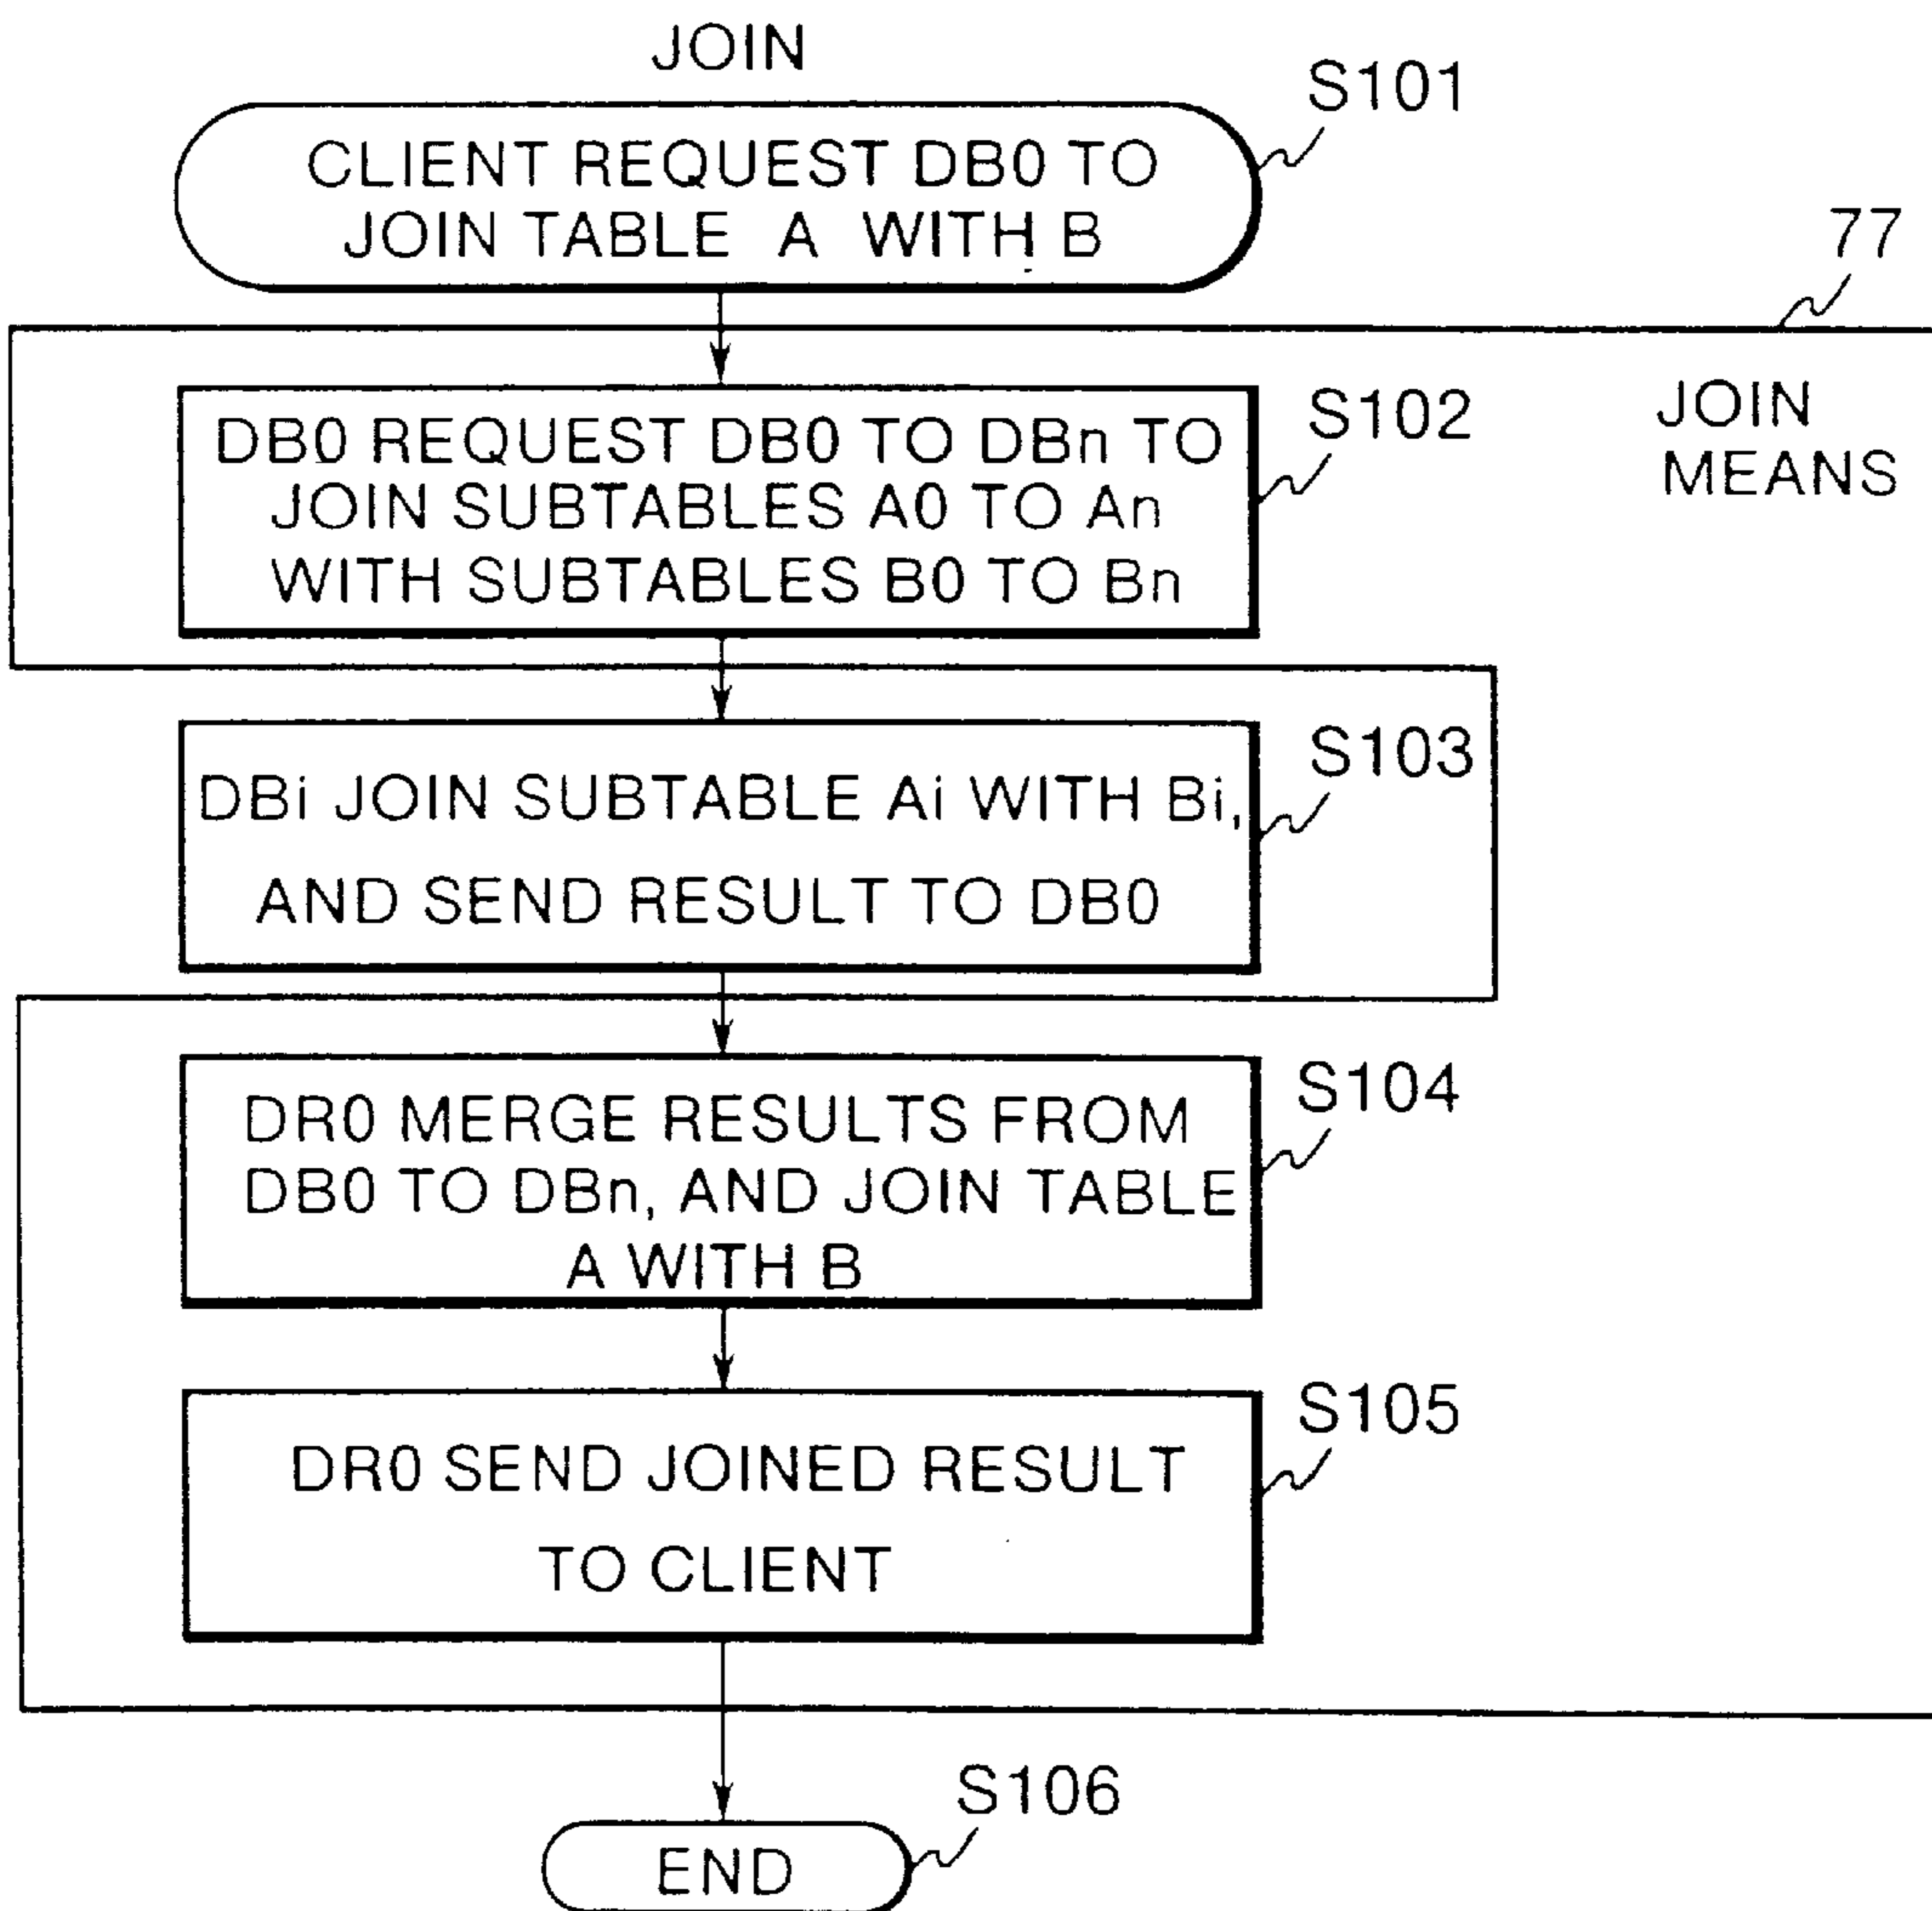 JOIN
S101
CLIENT REQUEST DB0 TO
JOIN TABLE A WITH B
77
JOIN
MEANS
S102
DB0 REQUEST DB0 TO DBn TO
JOIN SUBTABLES A0 TO An
WITH SUBTABLES B0 TO Bn
S103
DBi JOIN SUBTABLE Ai WITH Bi,
AND SEND RESULT TO DB0
S104
DR0 MERGE RESULTS FROM
DB0 TO DBn, AND JOIN TABLE
A WITH B
S105
DR0 SEND JOINED RESULT
TO CLIENT
S106
END